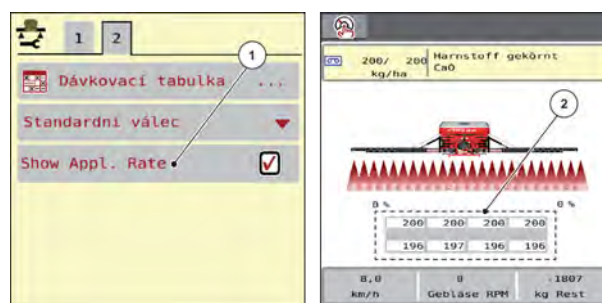 1 2
1
Dávkovací tabulka ...
Standardní válec
Show Appl. Rate
200/ 200 Harnstoff gekörnt
kg/ha CaO
2
0 % 0 %
200 200 200 200
196 197 196 196
8,0 0 -1807
km/h Gebläse RPM kg Rest